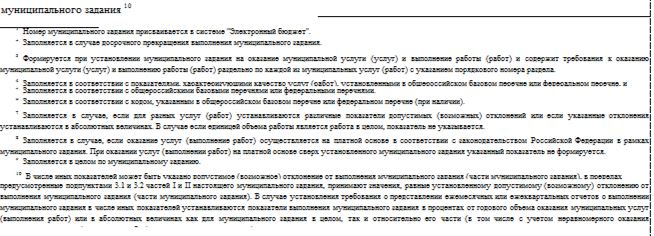 муниципального задания 10
Номер муниципального задания присваивается в системе "Электронный бюджет".
Заполняется в случае досрочного прекращения выполнения муниципального задания.
3 Формируется при установлении муниципального задания на оказание муниципальной услуги (услуг) и выполнение работы (работ) и содержит требования к оказанию
муниципальной услуги (услуг) и выполнению работы (работ) раздельно по каждой из муниципальных услуг (работ) с указанием порядкового номера раздела.
Заполняется в соответствии с показателями, характеризующими качество услуг (работ), установленными в общероссийском базовом перечне или федеральном перечне, и
Заполняется в соответствии с общероссийскими базовыми перечнями или федеральными перечнями.
Заполняется в соответствии с кодом, указанным в общероссийском базовом перечне или федеральном перечне (при наличии).
7 Заполняется в случае, если для разных услуг (работ) устанавливаются различные показатели допустимых (возможных) отклонений или если указанные отклонения
устанавливаются в абсолютных величинах. В случае если единицей объема работы является работа в целом, показатель не указывается.
8 Заполняется в случае, если оказание услуг (выполнение работ) осуществляется на платной основе в соответствии с законодательством Российской Федерации в рамках
муниципального задания. При оказании услуг (выполнении работ) на платной основе сверх установленного муниципального задания указанный показатель не формируется.
Заполняется в целом по муниципальному заданию.
10 В числе иных показателей может быть указано допустимое (возможное) отклонение от выполнения муниципального задания (части муниципального задания), в пределах
предусмотренные подпунктами 3.1 и 3.2 частей I и II настоящего муниципального задания, принимают значения, равные установленному допустимому (возможному) отклонению от
выполнения муниципального задания (части муниципального задания). В случае установления требования о представлении ежемесячных или ежеквартальных отчетов о выполнении
муниципального задания в числе иных показателей устанавливаются показатели выполнения муниципального задания в процентах от годового объема оказания муниципальных услуг
(выполнения работ) или в абсолютных величинах как для муниципального задания в целом, так и относительно его части (в том числе с учетом неравномерного оказания